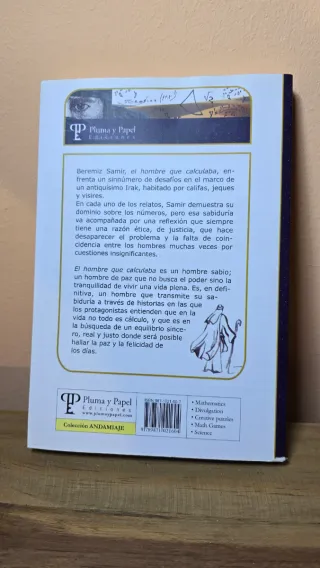 Pluma y Papel
Ediciones
Beremiz Samir, el hombre que calculaba, en-
frenta un sinnúmero de desafíos en el marco de
un antiquísimo Irak, habitado por califas, jeques
y visires.
En cada uno de los relatos, Samir demuestra su
dominio sobre los números, pero esa sabiduría
va acompañada por una reflexión que siempre
tiene una razón ética, de justicia, que hace
desaparecer el problema y la falta de coin-
cidencia entre los hombres muchas veces por
cuestiones insignificantes.
El hombre que calculaba es un hombre sabio;
un hombre de paz que no busca el poder sino la
tranquilidad de vivir una vida plena. Es, en defi-
nitiva, un hombre que transmite su sa-
biduría a través de historias en las que
los protagonistas entienden que en la
vida no todo es cálculo, y que es en
la búsqueda de un equilibrio since-
ro, real y justo donde será posible
hallar la paz y la felicidad de
los días.
Pluma y Papel
Ediciones
www.plumaypapel.com
Colección ANDAMIAJE
• Mathematics
• Divulgation
• Creative puzzles
• Math Games
• Science